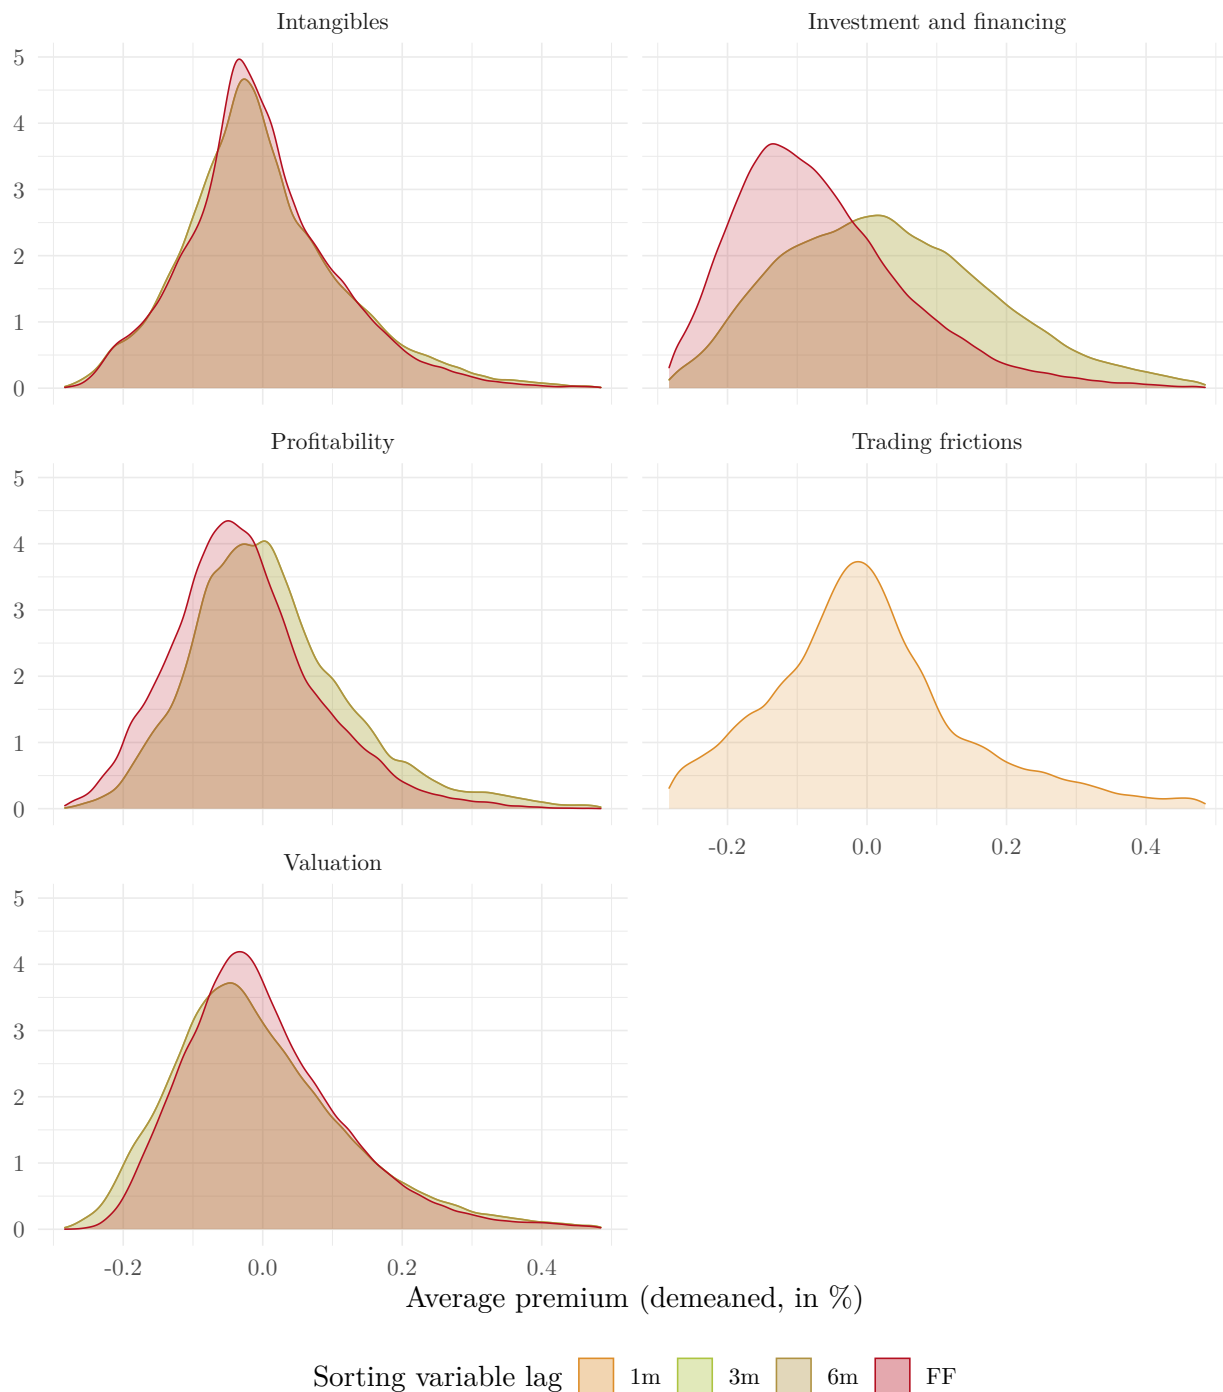 Intangibles
Investment and financing
5
4
3
2
1
0
Profitability
Trading frictions
5
4
3
2
1
0
-0.2 0.0 0.2 0.4
Valuation
5
4
3
2
1
0
-0.2 0.0 0.2 0.4
Average premium (demeaned, in %)
Sorting variable lag 1m 3m 6m FF